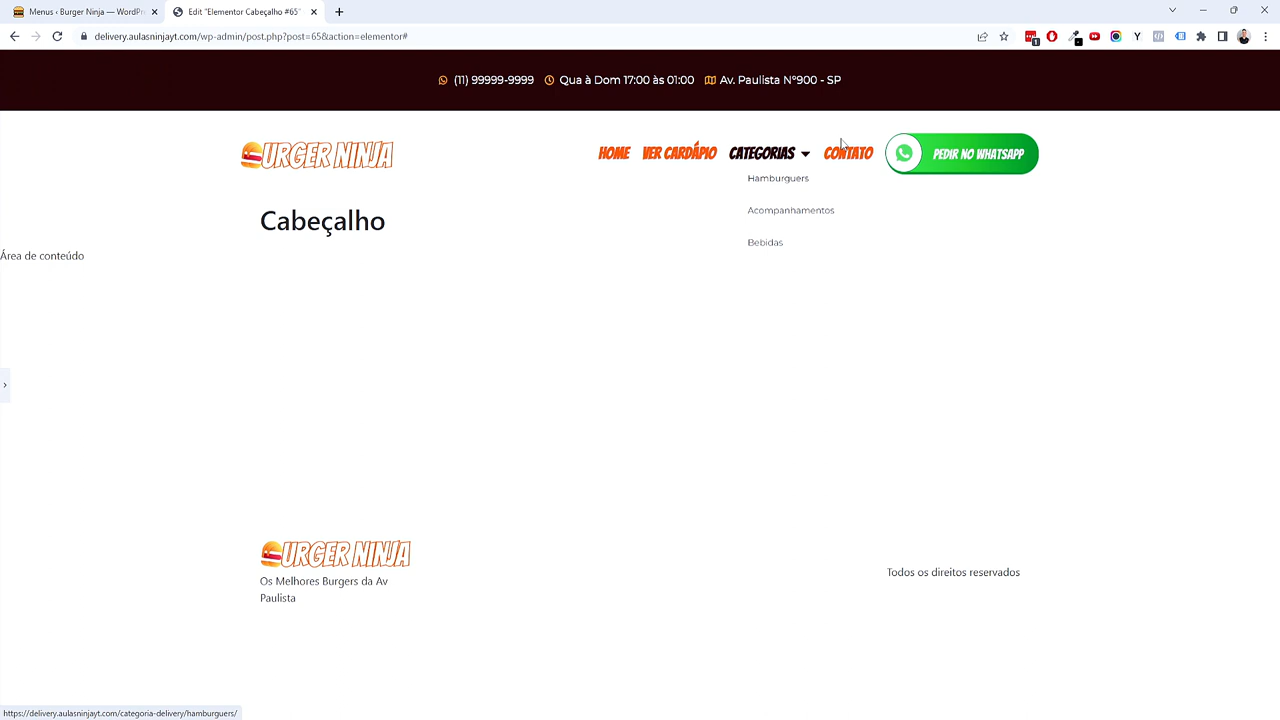 Menus ‹ Burger Ninja — WordPr
Edit "Elementor Cabeçalho #65"
delivery.aulasninjayt.com/wp-admin/post.php?post=65&action=elementor#
(11) 99999-9999 Qua à Dom 17:00 às 01:00 Av. Paulista Nº900 - SP
BURGER NINJA
HOME VER CARDÁPIO CATEGORIAS CONTATO PEDIR NO WHATSAPP
Hamburguers
Acompanhamentos
Bebidas
Cabeçalho
Área de conteúdo
URGER NINJA
Os Melhores Burgers da Av
Paulista
Todos os direitos reservados
https://delivery.aulasninjayt.com/categoria-delivery/hamburguers/